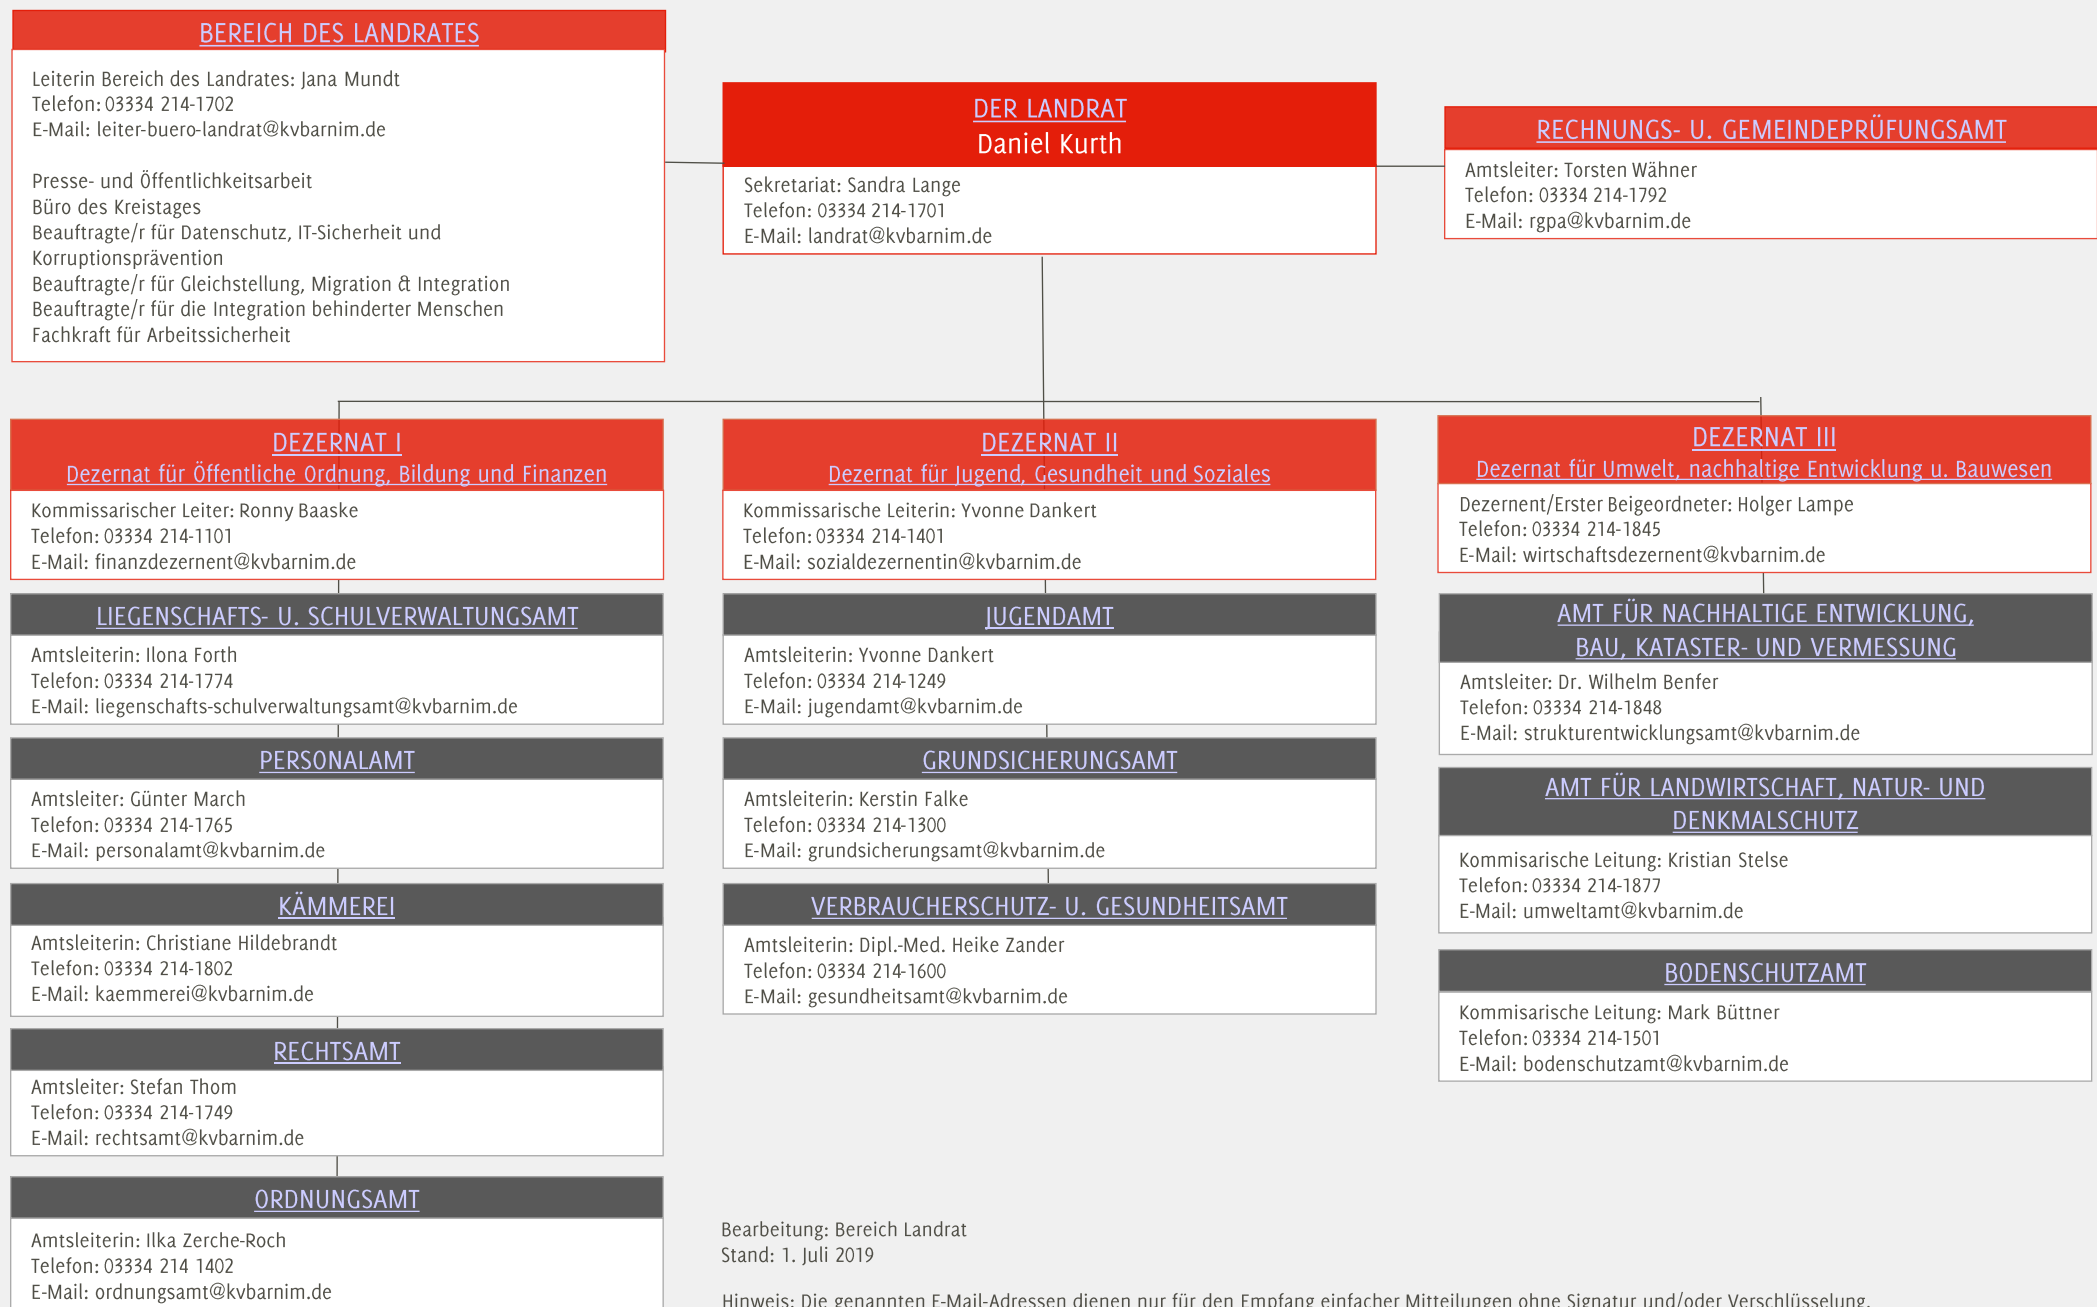 BEREICH DES LANDRATES
Leiterin Bereich des Landrates: Jana Mundt
Telefon: 03334 214-1702
E-Mail: leiter-buero-landrat@kvbarnim.de
Presse- und Öffentlichkeitsarbeit
Büro des Kreistages
Beauftragte/r für Datenschutz, IT-Sicherheit und
Korruptionsprävention
Beauftragte/r für Gleichstellung, Migration & Integration
Beauftragte/r für die Integration behinderter Menschen
Fachkraft für Arbeitssicherheit
DER LANDRAT
Daniel Kurth
Sekretariat: Sandra Lange
Telefon: 03334 214-1701
E-Mail: landrat@kvbarnim.de
RECHNUNGS- U. GEMEINDEPRÜFUNGSAMT
Amtsleiter: Torsten Wähner
Telefon: 03334 214-1792
E-Mail: rgpa@kvbarnim.de
DEZERNAT I
Dezernat für Öffentliche Ordnung, Bildung und Finanzen
Kommissarischer Leiter: Ronny Baaske
Telefon: 03334 214-1101
E-Mail: finanzdezernent@kvbarnim.de
LIEGENSCHAFTS- U. SCHULVERWALTUNGSAMT
Amtsleiterin: Ilona Forth
Telefon: 03334 214-1774
E-Mail: liegenschafts-schulverwaltungsamt@kvbarnim.de
PERSONALAMT
Amtsleiter: Günter March
Telefon: 03334 214-1765
E-Mail: personalamt@kvbarnim.de
KÄMMEREI
Amtsleiterin: Christiane Hildebrandt
Telefon: 03334 214-1802
E-Mail: kaemmerei@kvbarnim.de
RECHTSAMT
Amtsleiter: Stefan Thom
Telefon: 03334 214-1749
E-Mail: rechtsamt@kvbarnim.de
ORDNUNGSAMT
Amtsleiterin: Ilka Zerche-Roch
Telefon: 03334 214 1402
E-Mail: ordnungsamt@kvbarnim.de
DEZERNAT II
Dezernat für Jugend, Gesundheit und Soziales
Kommissarische Leiterin: Yvonne Dankert
Telefon: 03334 214-1401
E-Mail: sozialdezernentin@kvbarnim.de
JUGENDAMT
Amtsleiterin: Yvonne Dankert
Telefon: 03334 214-1249
E-Mail: jugendamt@kvbarnim.de
GRUNDSICHERUNGSAMT
Amtsleiterin: Kerstin Falke
Telefon: 03334 214-1300
E-Mail: grundsicherungsamt@kvbarnim.de
VERBRAUCHERSCHUTZ- U. GESUNDHEITSAMT
Amtsleiterin: Dipl.-Med. Heike Zander
Telefon: 03334 214-1600
E-Mail: gesundheitsamt@kvbarnim.de
DEZERNAT III
Dezernat für Umwelt, nachhaltige Entwicklung u. Bauwesen
Dezernent/Erster Beigeordneter: Holger Lampe
Telefon: 03334 214-1845
E-Mail: wirtschaftsdezernent@kvbarnim.de
AMT FÜR NACHHALTIGE ENTWICKLUNG,
BAU, KATASTER- UND VERMESSUNG
Amtsleiter: Dr. Wilhelm Benfer
Telefon: 03334 214-1848
E-Mail: strukturentwicklungsamt@kvbarnim.de
AMT FÜR LANDWIRTSCHAFT, NATUR- UND
DENKMALSCHUTZ
Kommisarische Leitung: Kristian Stelse
Telefon: 03334 214-1877
E-Mail: umweltamt@kvbarnim.de
BODENSCHUTZAMT
Kommisarische Leitung: Mark Büttner
Telefon: 03334 214-1501
E-Mail: bodenschutzamt@kvbarnim.de
Bearbeitung: Bereich Landrat
Stand: 1. Juli 2019
Hinweis: Die genannten E-Mail-Adressen dienen nur für den Empfang einfacher Mitteilungen ohne Signatur und/oder Verschlüsselung.